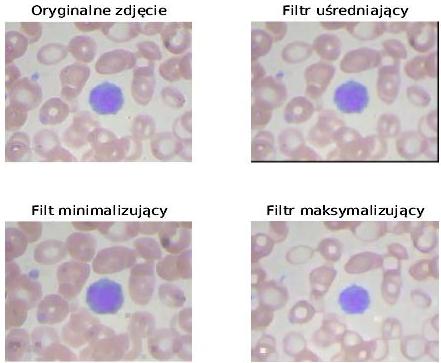 Oryginalne zdjęcie
Filtr uśredniający
Filt minimalizujący
Filtr maksymalizujący